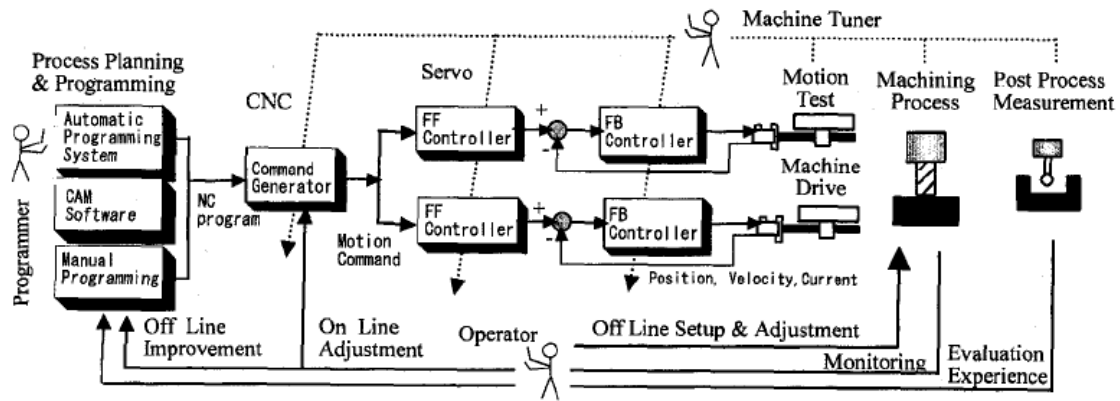 Machine Tuner
Process Planning
& Programming
Servo
Motion
Test
Machining
Process
Post Process
Measurement
CNC
Automatic
Programming
System
FF
Controller
+
-
FB
Controller
Command
Generator
Machine
Drive
CAM
Software
NC
program
Programmer
FF
Controller
+
-
FB
Controller
Motion
Command
Manual
Programming
Position, Velocity, Current
Off Line
Improvement
On Line
Adjustment
Operator
Off Line Setup & Adjustment
Monitoring
Evaluation
Experience